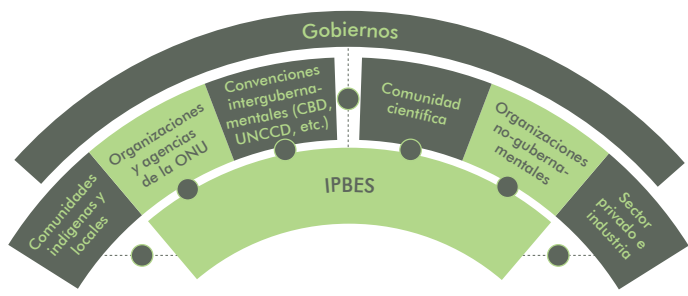 Gobiernos
Comunidades
indígenas y
locales
Organizaciones
y agencias
de la ONU
Convenciones
interguberna-
mentales (CBD,
UNCCD, etc.)
Comunidad
científica
Organizaciones
no-guberna-
mentales
Sector
privado e
industria
IPBES